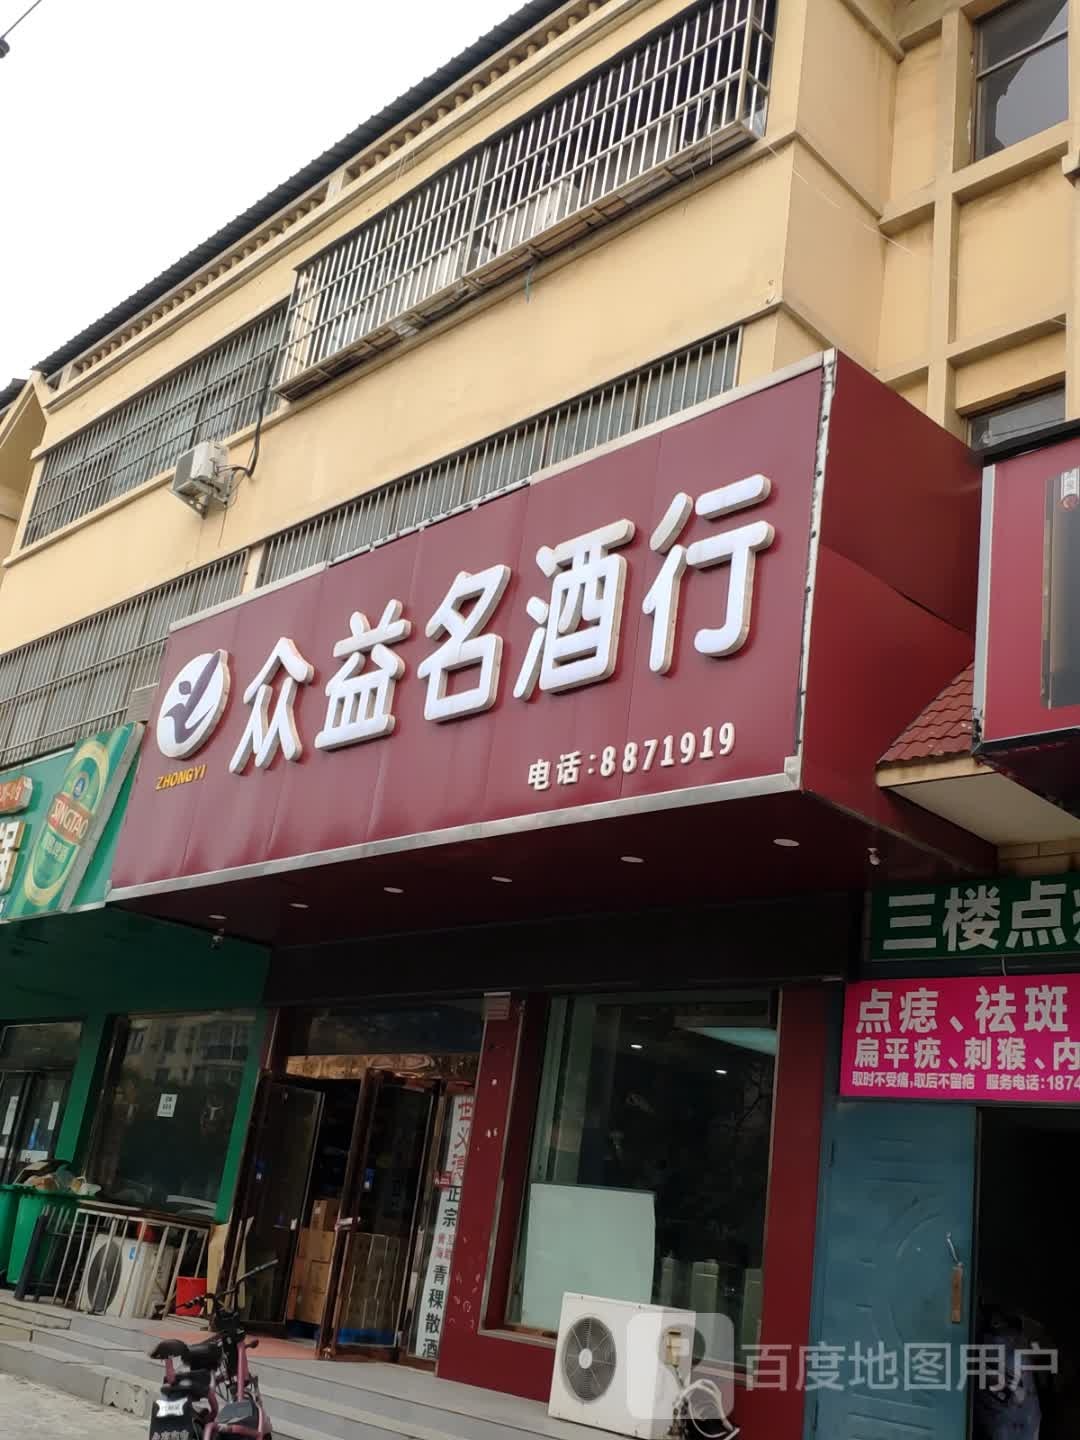 众益名酒行
ZHONGYI
电话:8871919
TSINGTAO
三楼点
点痣、祛斑
扁平疣、刺猴、内
取时不受痛,取后不留疤 服务电话:1874
正宗
青稞散酒
百度地图用户